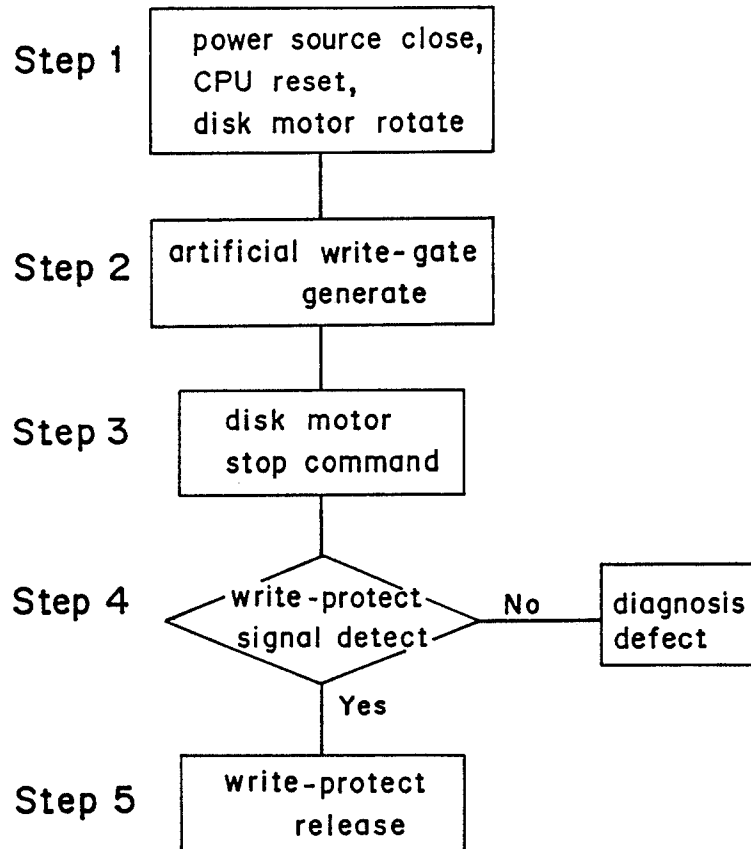 Step 1
power source close,
CPU reset,
disk motor rotate
Step 2
artificial write-gate
generate
Step 3
disk motor
stop command
Step 4
write-protect
signal detect
No
diagnosis
defect
Yes
Step 5
write-protect
release